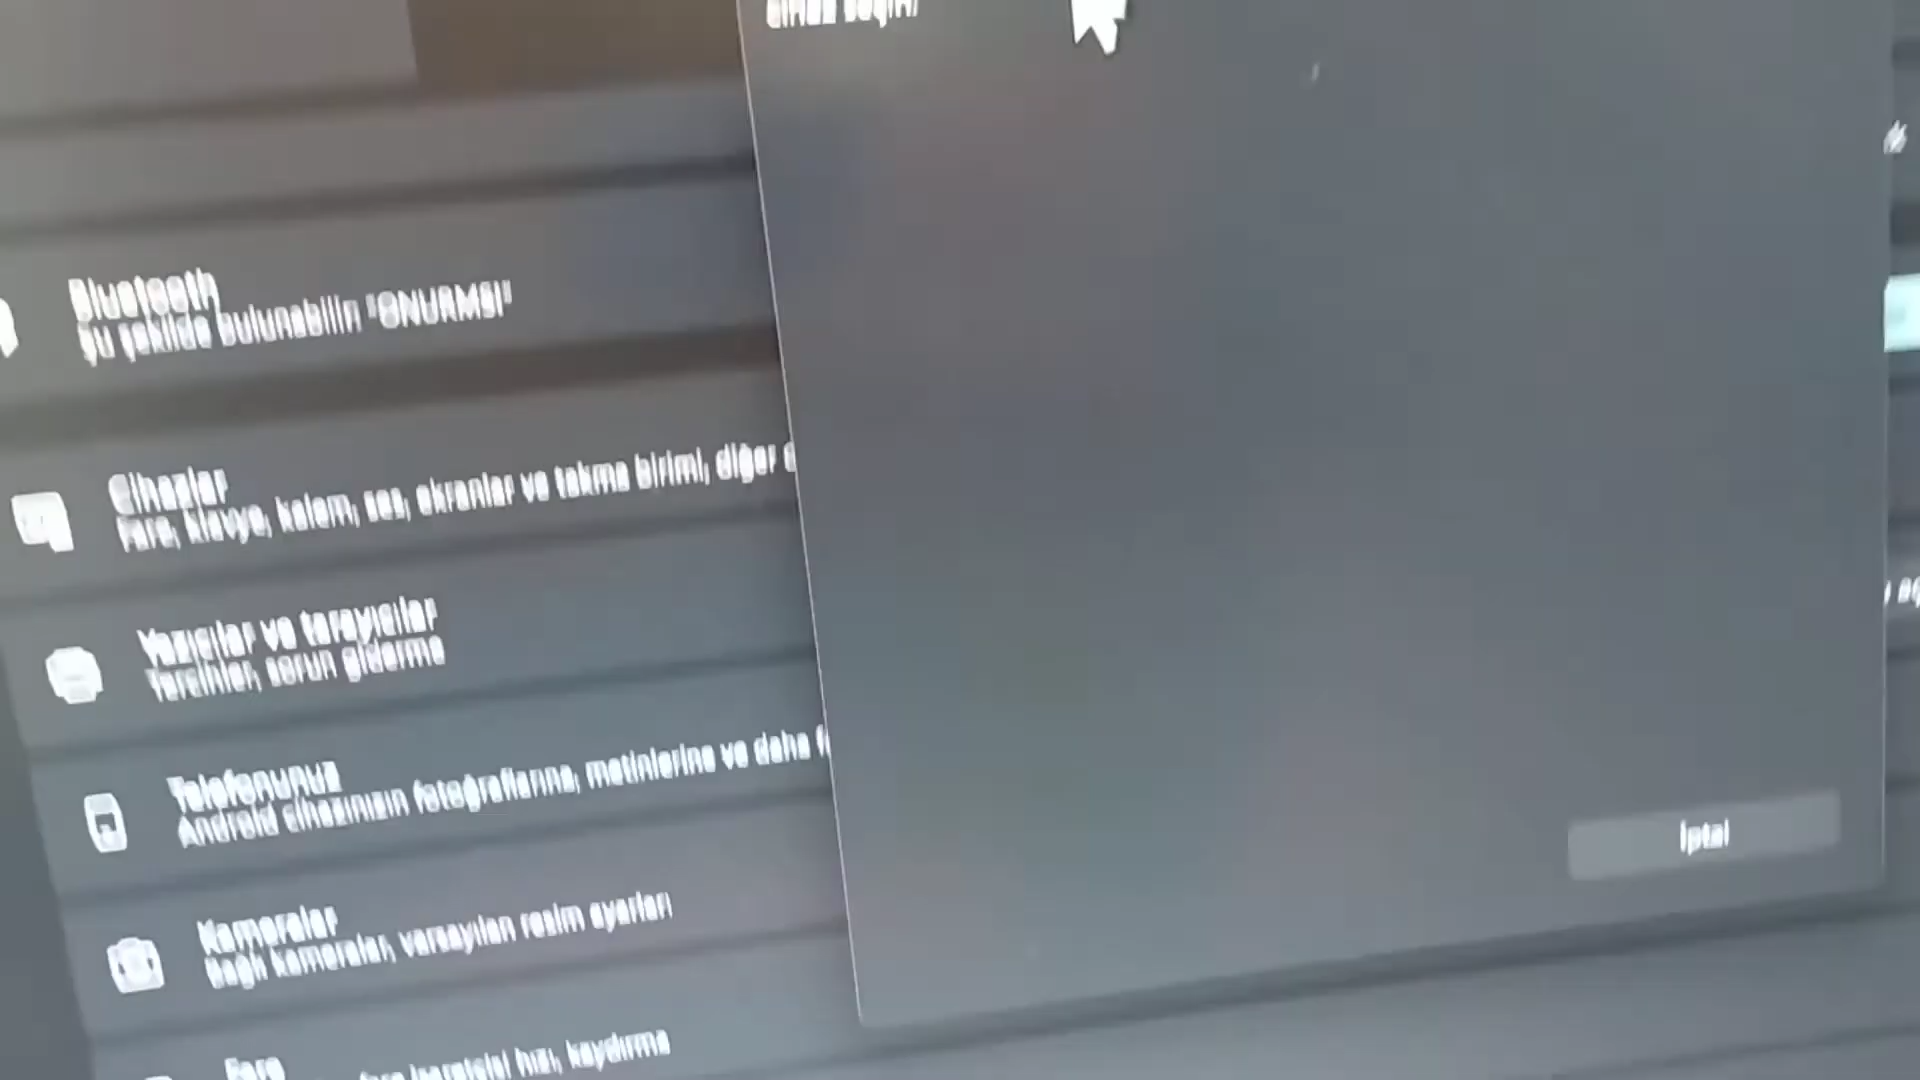 Bluetooth
Şu şekilde bulunabilir "ONURMSI"
Cihazlar
Fare, klavye, kalem, ses, ekranlar ve takma birimi, diğer
Yazıcılar ve tarayıcılar
Tercihler, sorun giderme
Telefonunuz
Android cihazınızın fotoğraflarına, metinlerine ve daha
Kameralar
Bağlı kameralar, varsayılan resim ayarları
Fare
hızı, kaydırma
İptal